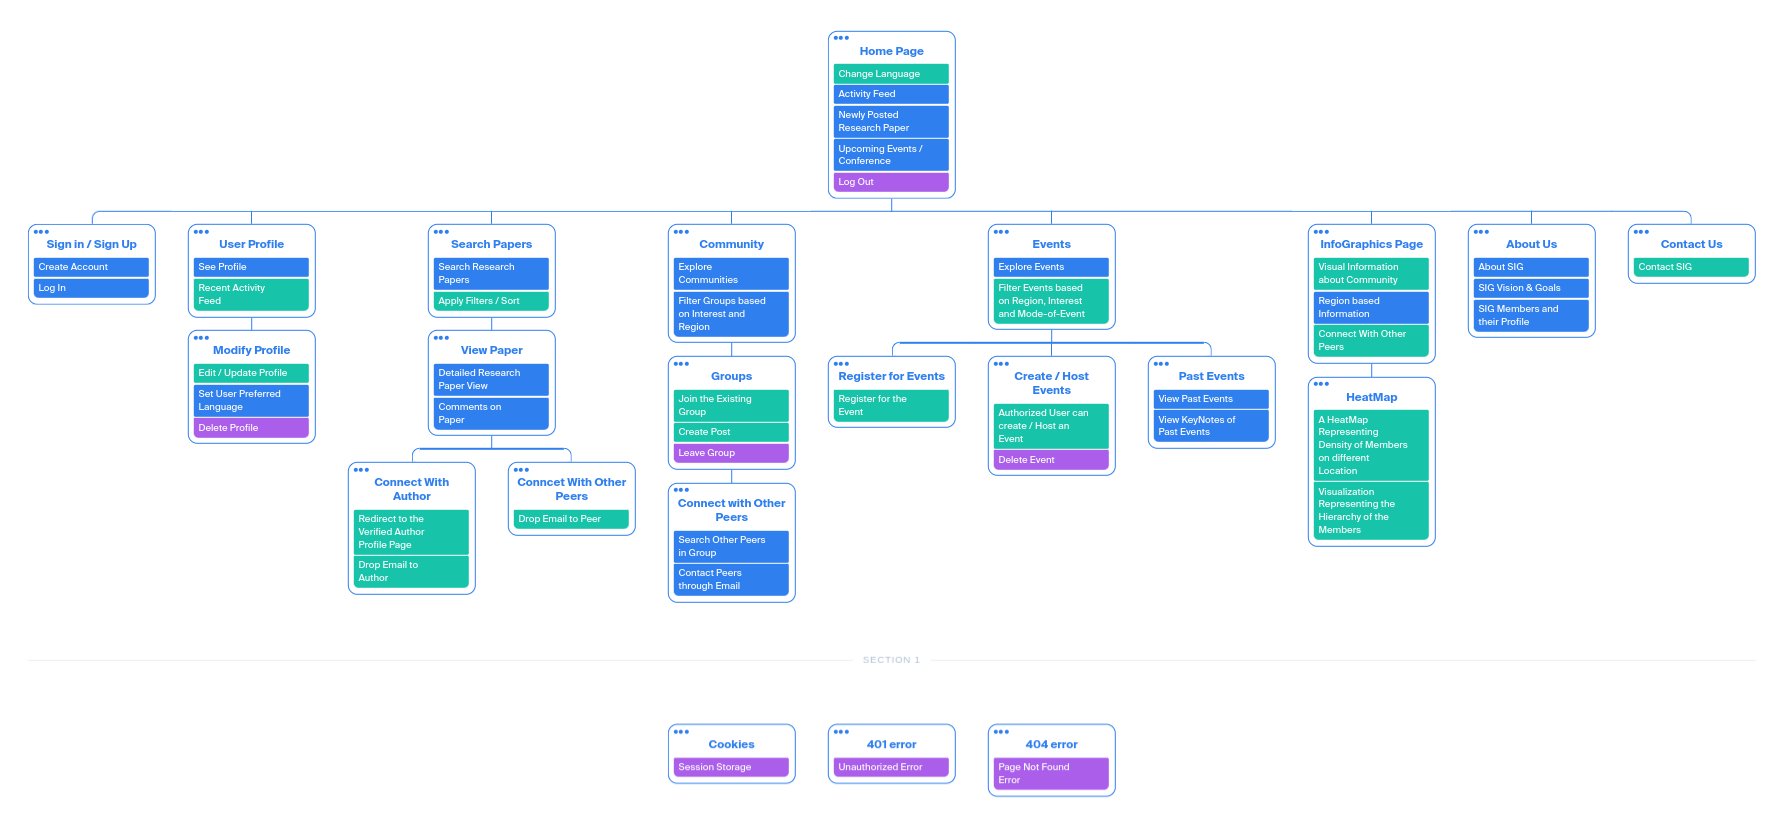 Home Page
Change Language
Activity Feed
Newly Posted
Research Paper
Upcoming Events /
Conference
Log Out
Sign in / Sign Up
Create Account
Log In
User Profile
See Profile
Recent Activity
Feed
Modify Profile
Edit / Update Profile
Set User Preferred
Language
Delete Profile
Search Papers
Search Research
Papers
Apply Filters / Sort
View Paper
Detailed Research
Paper View
Comments on
Paper
Connect With
Author
Redirect to the
Verified Author
Profile Page
Drop Email to
Author
Conncet With Other
Peers
Drop Email to Peer
Community
Explore
Communities
Filter Groups based
on Interest and
Region
Groups
Join the Existing
Group
Create Post
Leave Group
Connect with Other
Peers
Search Other Peers
in Group
Contact Peers
through Email
Events
Explore Events
Filter Events based
on Region, Interest
and Mode-of-Event
Register for Events
Register for the
Event
Create / Host
Events
Authorized User can
create / Host an
Event
Delete Event
Past Events
View Past Events
View KeyNotes of
Past Events
InfoGraphics Page
Visual Information
about Community
Region based
Information
Connect With Other
Peers
HeatMap
A HeatMap
Representing
Density of Members
on different
Location
Visualization
Representing the
Hierarchy of the
Members
About Us
About SIG
SIG Vision & Goals
SIG Members and
their Profile
Contact Us
Contact SIG
SECTION 1
Cookies
Session Storage
401 error
Unauthorized Error
404 error
Page Not Found
Error